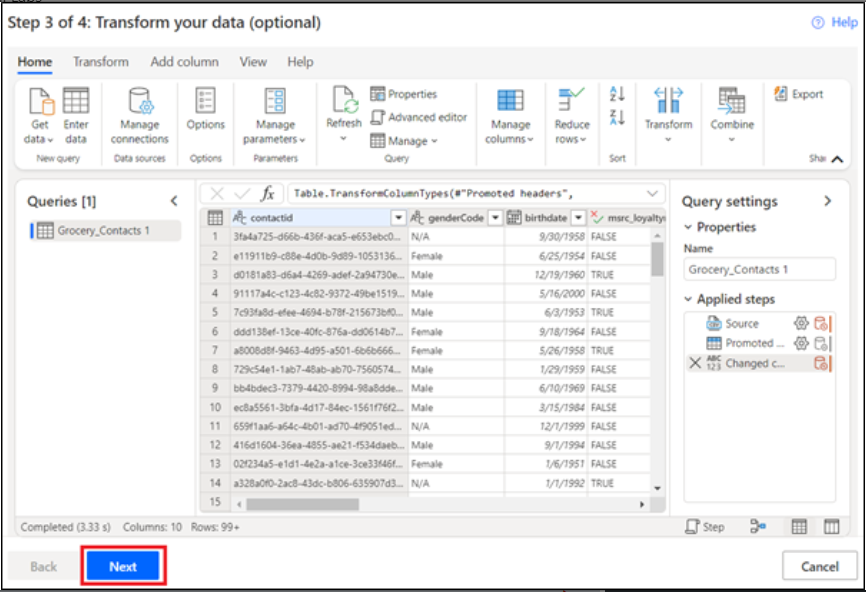 Step 3 of 4: Transform your data (optional)
Help
Home Transform Add column View Help
Get data
Enter data
Manage connections
Options
Manage parameters
Refresh
Properties
Advanced editor
Manage
Manage columns
Reduce rows
Transform
Combine
Export
New query Data sources Options Parameters Query Sort Shar
Queries [1]
Grocery_Contacts 1
fx Table.TransformColumnTypes(#"Promoted headers",
contactid genderCode birthdate msrc_loyalty
1 3fa4a725-d66b-436f-aca5-e653ebc0... N/A 9/30/1958 FALSE
2 e11911b9-c88e-4d0b-9d89-1053136... Female 6/25/1954 FALSE
3 d0181a83-d6a4-4269-adef-2a94730e... Male 12/19/1960 TRUE
4 91117a4c-c123-4c82-9372-49be1519... Male 5/16/2000 FALSE
5 7c93fa8d-efee-4694-b78f-215673bf0... Male 6/3/1953 TRUE
6 ddd138ef-13ce-40fc-876a-dd0614b7... Female 9/18/1964 FALSE
7 a8008d8f-9463-4d95-a501-6b6b666... Female 5/26/1958 TRUE
8 729c54e1-1ab7-48ab-ab70-7560574... Male 1/29/1959 FALSE
9 bb4bdec3-7379-4420-8994-98a8dde... Male 6/10/1969 FALSE
10 ec8a5561-3bfa-4d17-84ec-1561f76f2... Male 3/15/1984 FALSE
11 659f1aa6-a64c-4b01-ad70-4f9051ed... N/A 12/1/1999 FALSE
12 416d1604-36ea-4855-ae21-f534daeb... Male 9/1/1994 FALSE
13 02f234a5-e1d1-4e2a-a1ce-3ce33f46f... Female 1/6/1951 FALSE
14 a328a0f0-2ac8-43dc-b806-635907d3... N/A 1/1/1992 TRUE
15
Query settings
Properties
Name
Grocery_Contacts 1
Applied steps
Source
Promoted ...
ABC 123 Changed c...
Completed (3.33 s) Columns: 10 Rows: 99+
Step
Back Next Cancel